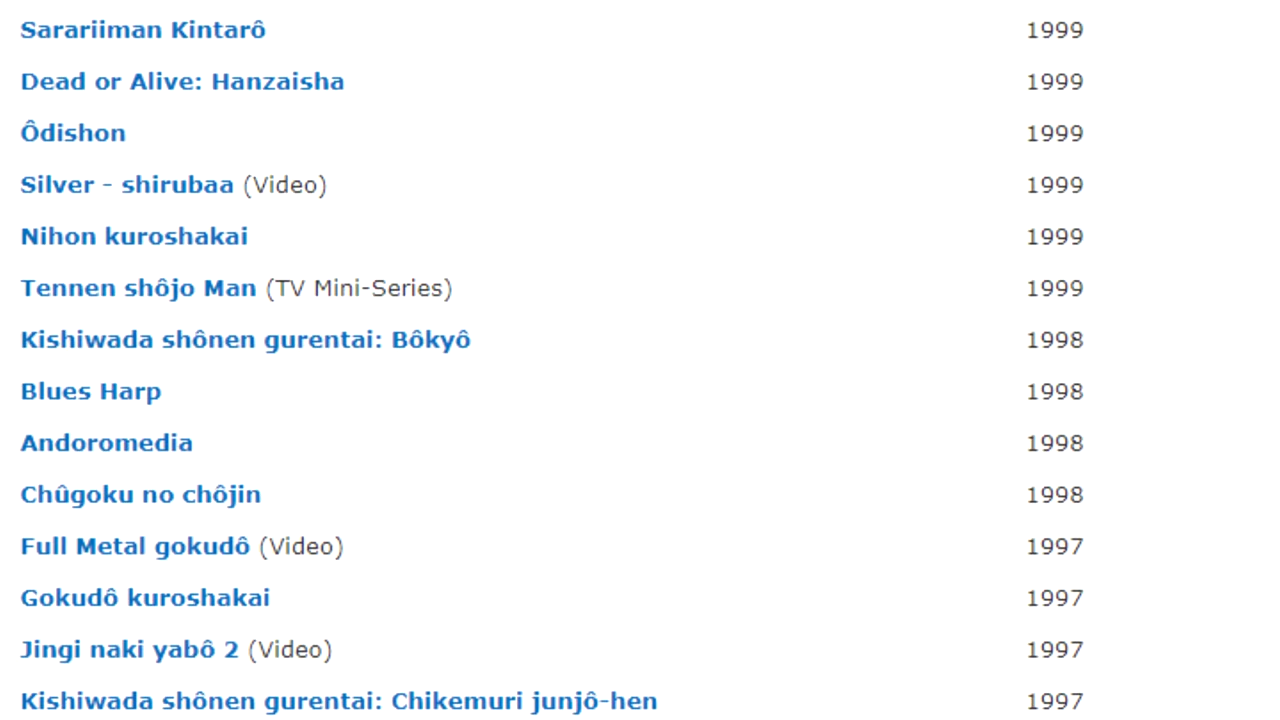 Sarariiman Kintarô 1999
Dead or Alive: Hanzaisha 1999
Ôdishon 1999
Silver - shirubaa (Video) 1999
Nihon kuroshakai 1999
Tennen shôjo Man (TV Mini-Series) 1999
Kishiwada shônen gurentai: Bôkyô 1998
Blues Harp 1998
Andoromedia 1998
Chûgoku no chôjin 1998
Full Metal gokudô (Video) 1997
Gokudô kuroshakai 1997
Jingi naki yabô 2 (Video) 1997
Kishiwada shônen gurentai: Chikemuri junjô-hen 1997